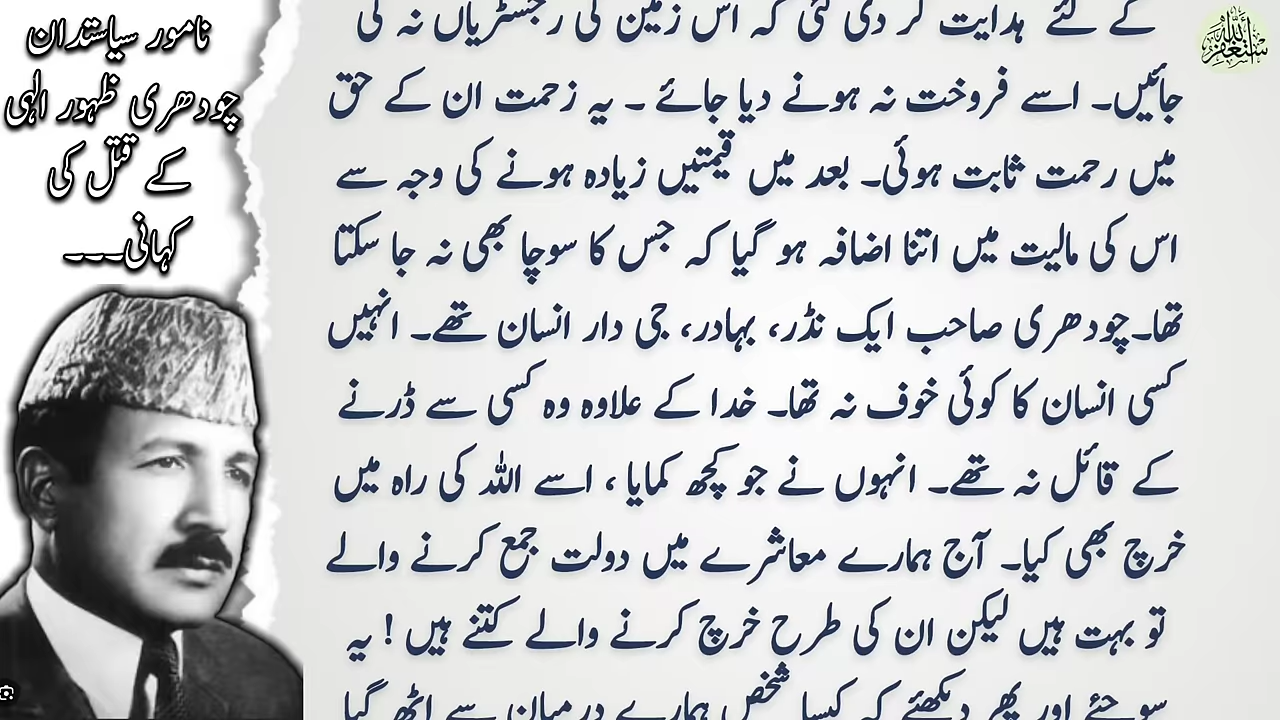 نامور سیاستدان
چودھری ظہور الٰہی
کے قتل کی
کہانی۔۔۔
کے لئے ہدایت کر دی گئی کہ اس زمین کی رجسٹریاں نہ کی
جائیں۔ اسے فروخت نہ ہونے دیا جائے ۔ یہ زحمت ان کے حق
میں رحمت ثابت ہوئی۔ بعد میں قیمتیں زیادہ ہونے کی وجہ سے
اس کی مالیت میں اتنا اضافہ ہو گیا کہ جس کا سوچا بھی نہ جا سکتا
تھا۔چودھری صاحب ایک نڈر، بہادر، جی دار انسان تھے۔ انہیں
کسی انسان کا کوئی خوف نہ تھا۔ خدا کے علاوہ وہ کسی سے ڈرنے
کے قائل نہ تھے۔ انہوں نے جو کچھ کمایا ، اسے اللہ کی راہ میں
خرچ بھی کیا۔ آج ہمارے معاشرے میں دولت جمع کرنے والے
تو بہت ہیں لیکن ان کی طرح خرچ کرنے والے کتنے ہیں ! یہ
سوچئے اور پھر دیکھئے کہ کیسا شخص ہمارے درمیان سے اٹھ گیا
استغفر اللہ